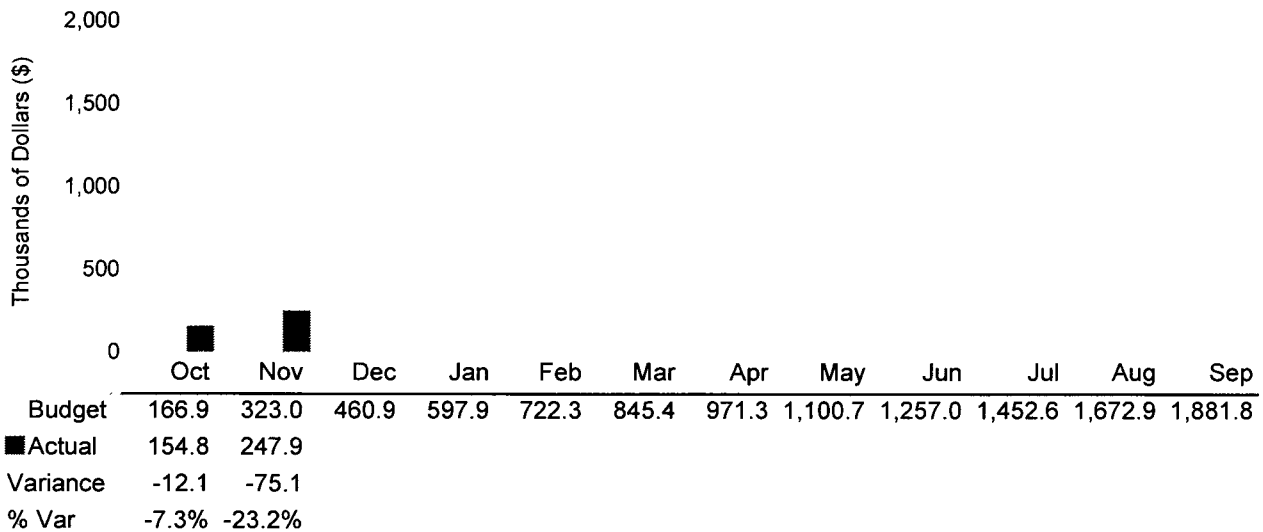 Thousands of Dollars ($)
2,000
1,500
1,000
500
0
Oct Nov Dec Jan Feb Mar Apr May Jun Jul Aug Sep
Budget 166.9 323.0 460.9 597.9 722.3 845.4 971.3 1,100.7 1,257.0 1,452.6 1,672.9 1,881.8
Actual 154.8 247.9
Variance -12.1 -75.1
% Var -7.3% -23.2%